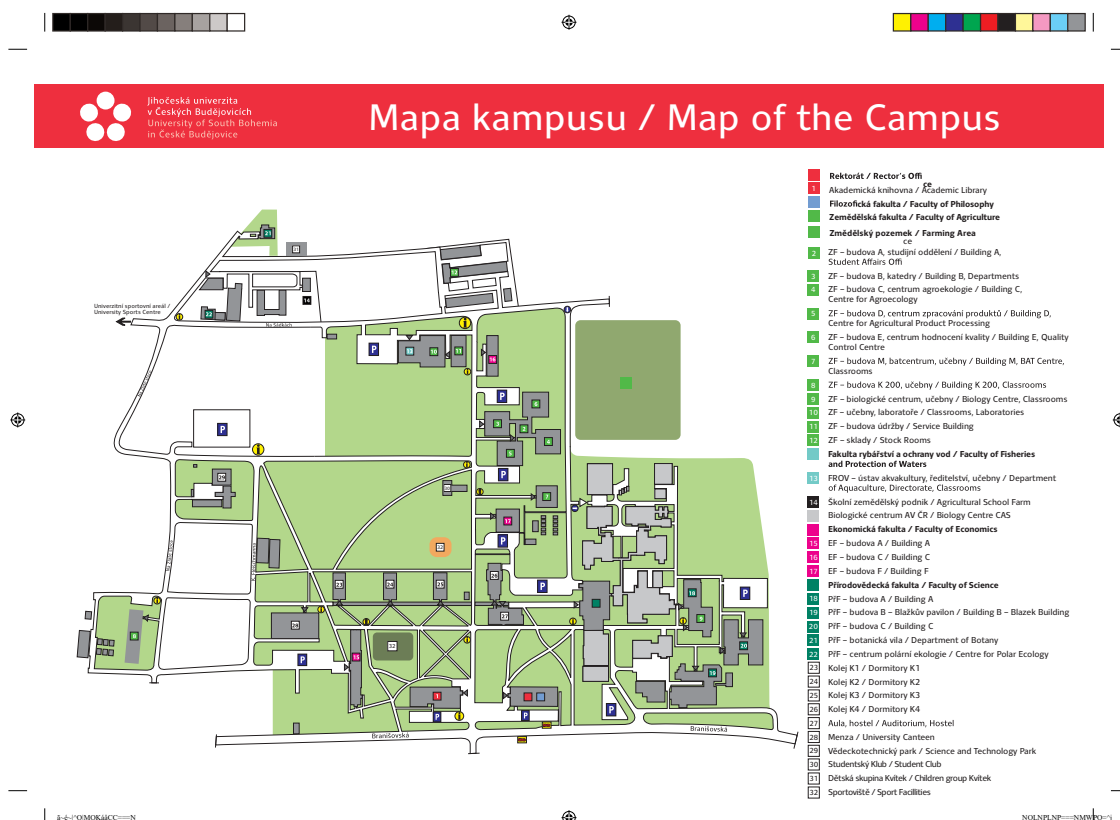 Jihočeská univerzita
v Českých Budějovicích
University of South Bohemia
in České Budějovice
Mapa kampusu / Map of the Campus
Univerzitní sportovní areál /
University Sports Centre
Na Sádkách
Branišovská
Branišovská
Rektorát / Rector's Offi
ce
1 Akademická knihovna / Academic Library
Filozofická fakulta / Faculty of Philosophy
Zemědělská fakulta / Faculty of Agriculture
Změdělský pozemek / Farming Area
ce
2 ZF – budova A, studijní oddělení / Building A,
Student Affairs Offi
3 ZF – budova B, katedry / Building B, Departments
4 ZF – budova C, centrum agroekologie / Building C,
Centre for Agroecology
5 ZF – budova D, centrum zpracování produktů / Building D,
Centre for Agricultural Product Processing
6 ZF – budova E, centrum hodnocení kvality / Building E, Quality
Control Centre
7 ZF – budova M, batcentrum, učebny / Building M, BAT Centre,
Classrooms
8 ZF – budova K 200, učebny / Building K 200, Classrooms
9 ZF – biologické centrum, učebny / Biology Centre, Classrooms
10 ZF – učebny, laboratoře / Classrooms, Laboratories
11 ZF – budova údržby / Service Building
12 ZF – sklady / Stock Rooms
Fakulta rybářství a ochrany vod / Faculty of Fisheries
and Protection of Waters
13 FROV – ústav akvakultury, ředitelství, učebny / Department
of Aquaculture, Directorate, Classrooms
14 Školní zemědělský podnik / Agricultural School Farm
Biologické centrum AV ČR / Biology Centre CAS
Ekonomická fakulta / Faculty of Economics
15 EF – budova A / Building A
16 EF – budova C / Building C
17 EF – budova F / Building F
Přírodovědecká fakulta / Faculty of Science
18 PřF – budova A / Building A
19 PřF – budova B – Blažkův pavilon / Building B – Blazek Building
20 PřF – budova C / Building C
21 PřF – botanická vila / Department of Botany
22 PřF – centrum polární ekologie / Centre for Polar Ecology
23 Kolej K1 / Dormitory K1
24 Kolej K2 / Dormitory K2
25 Kolej K3 / Dormitory K3
26 Kolej K4 / Dormitory K4
27 Aula, hostel / Auditorium, Hostel
28 Menza / University Canteen
29 Vědeckotechnický park / Science and Technology Park
30 Studentský Klub / Student Club
31 Dětská skupina Kvítek / Children group Kvítek
32 Sportoviště / Sport Facillities